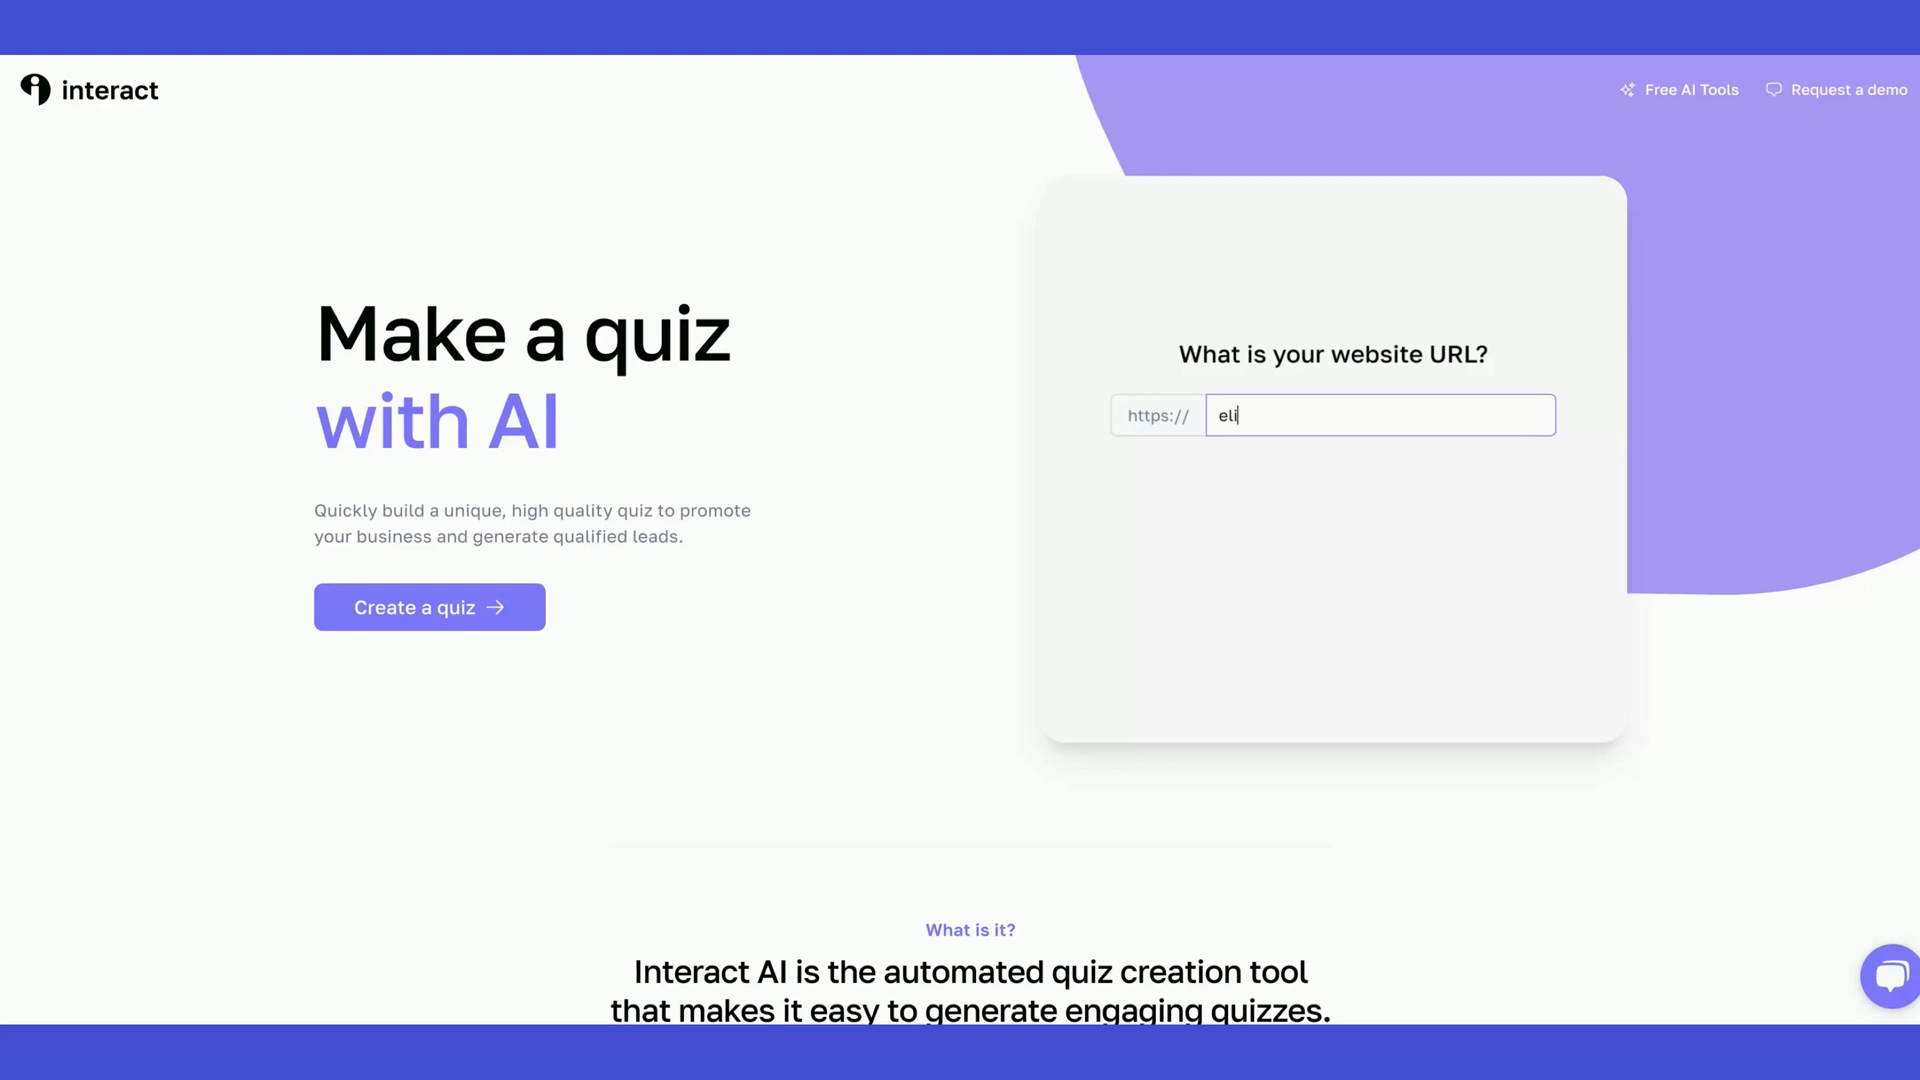 interact
Free AI Tools
Request a demo
Make a quiz
with AI
Quickly build a unique, high quality quiz to promote
your business and generate qualified leads.
Create a quiz →
What is your website URL?
https:// eli
What is it?
Interact AI is the automated quiz creation tool
that makes it easy to generate engaging quizzes.